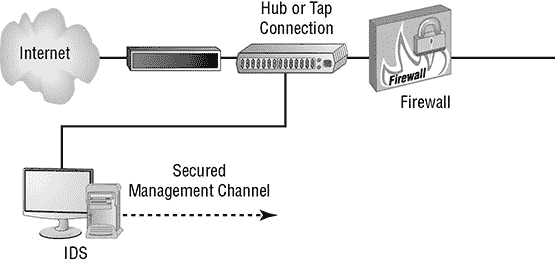 Hub or Tap
Connection
Internet
Firewall
Firewall
Secured
Management Channel
IDS